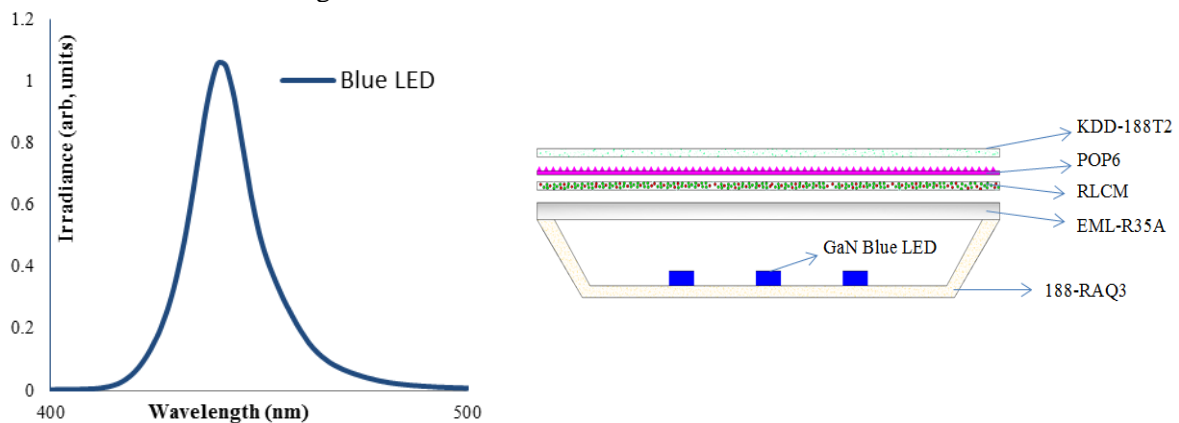 1.2
1
0.8
0.6
0.4
0.2
0
Irradiance (arb, units)
Blue LED
400
Wavelength (nm)
500
KDD-188T2
POP6
RLCM
EML-R35A
GaN Blue LED
188-RAQ3